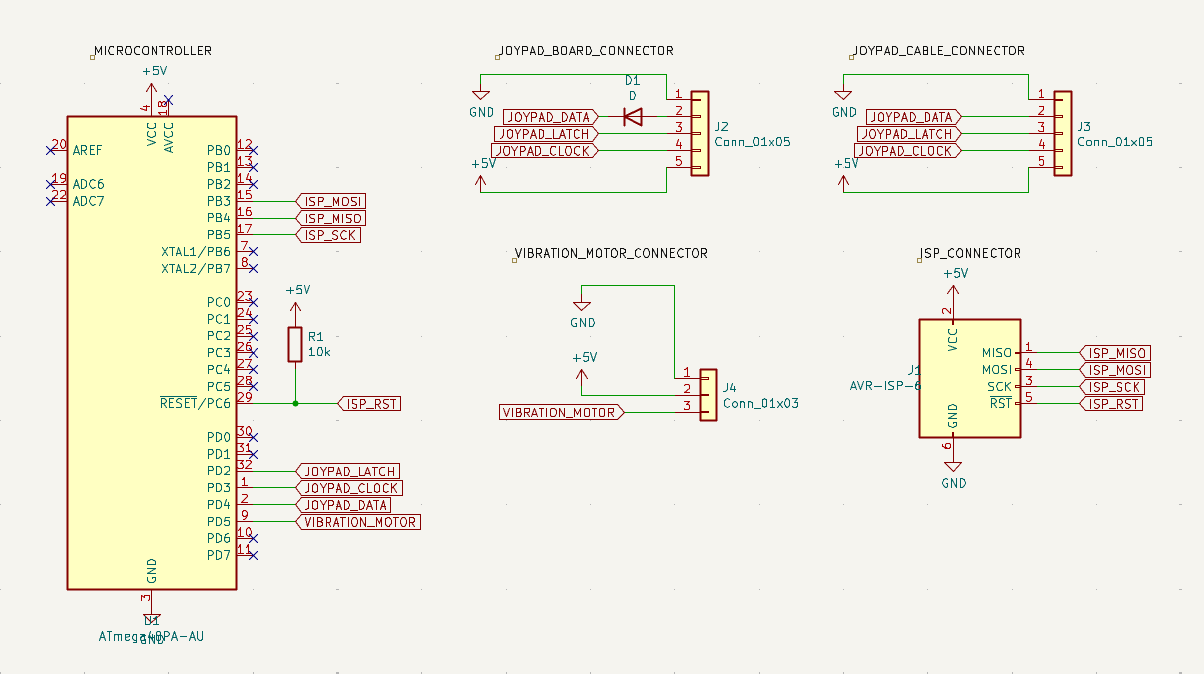 MICROCONTROLLER
+5V
4
18
VCC
AVCC
20
AREF
19
ADC6
22
ADC7
PB0
12
PB1
13
PB2
14
PB3
15
ISP_MOSI
PB4
16
ISP_MISO
PB5
17
ISP_SCK
XTAL1/PB6
7
XTAL2/PB7
8
PC0
23
PC1
24
PC2
25
PC3
26
PC4
27
PC5
28
RESET/PC6
29
ISP_RST
+5V
R1
10k
PD0
30
PD1
31
PD2
32
JOYPAD_LATCH
PD3
1
JOYPAD_CLOCK
PD4
2
JOYPAD_DATA
PD5
9
VIBRATION_MOTOR
PD6
10
PD7
11
GND
3
ATmega48PA-AU
GND
JOYPAD_BOARD_CONNECTOR
GND
D1
D
JOYPAD_DATA
JOYPAD_LATCH
JOYPAD_CLOCK
+5V
1
2
3
4
5
J2
Conn_01x05
JOYPAD_CABLE_CONNECTOR
GND
JOYPAD_DATA
JOYPAD_LATCH
JOYPAD_CLOCK
+5V
1
2
3
4
5
J3
Conn_01x05
VIBRATION_MOTOR_CONNECTOR
GND
+5V
VIBRATION_MOTOR
1
2
3
J4
Conn_01x03
ISP_CONNECTOR
+5V
2
VCC
J1
AVR-ISP-6
MISO
1
ISP_MISO
MOSI
4
ISP_MOSI
SCK
3
ISP_SCK
RST
5
ISP_RST
GND
6
GND